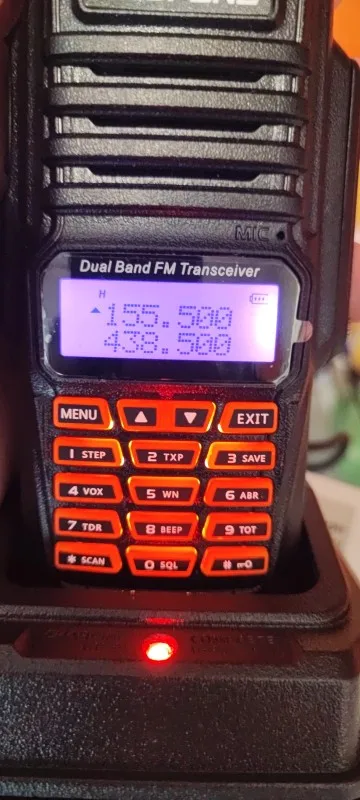 MIC
Dual Band FM Transceiver
H
155.500
438.500
MENU ▲ ▼ EXIT
1 STEP 2 TXP 3 SAVE
4 VOX 5 WN 6 ABR
7 TDR 8 BEEP 9 TOT
* SCAN 0 SQL #